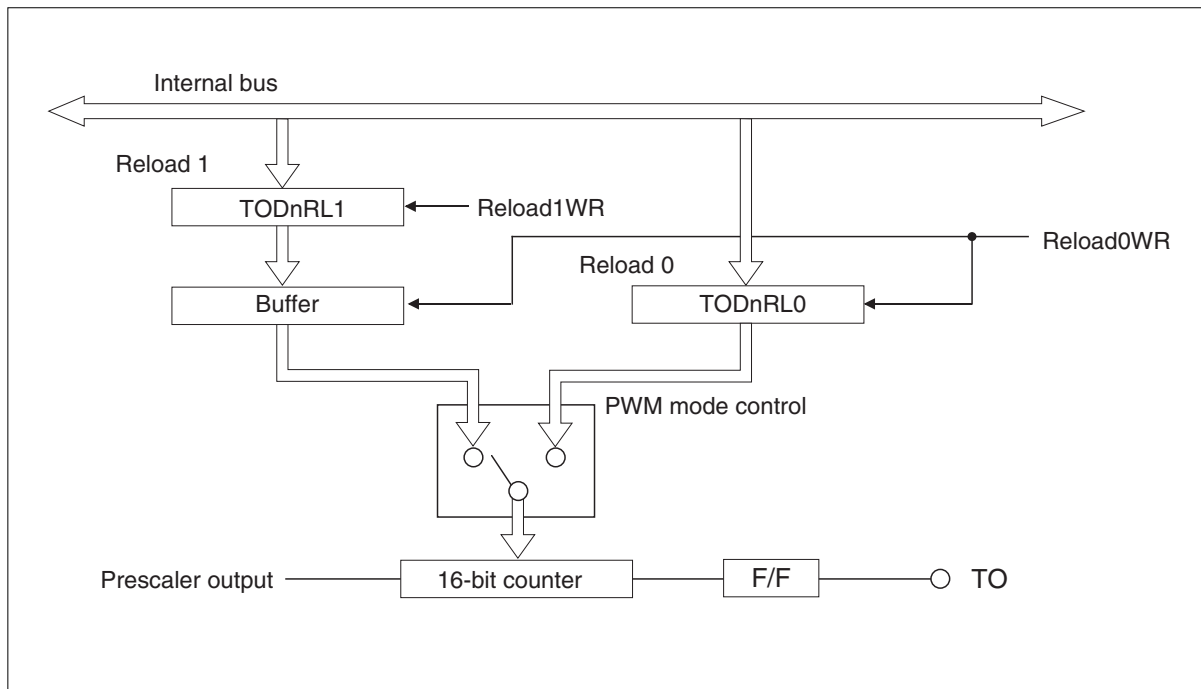 Internal bus
Reload 1
TODnRL1
Reload1WR
Reload0WR
Reload 0
Buffer
TODnRL0
PWM mode control
Prescaler output
16-bit counter
F/F
TO